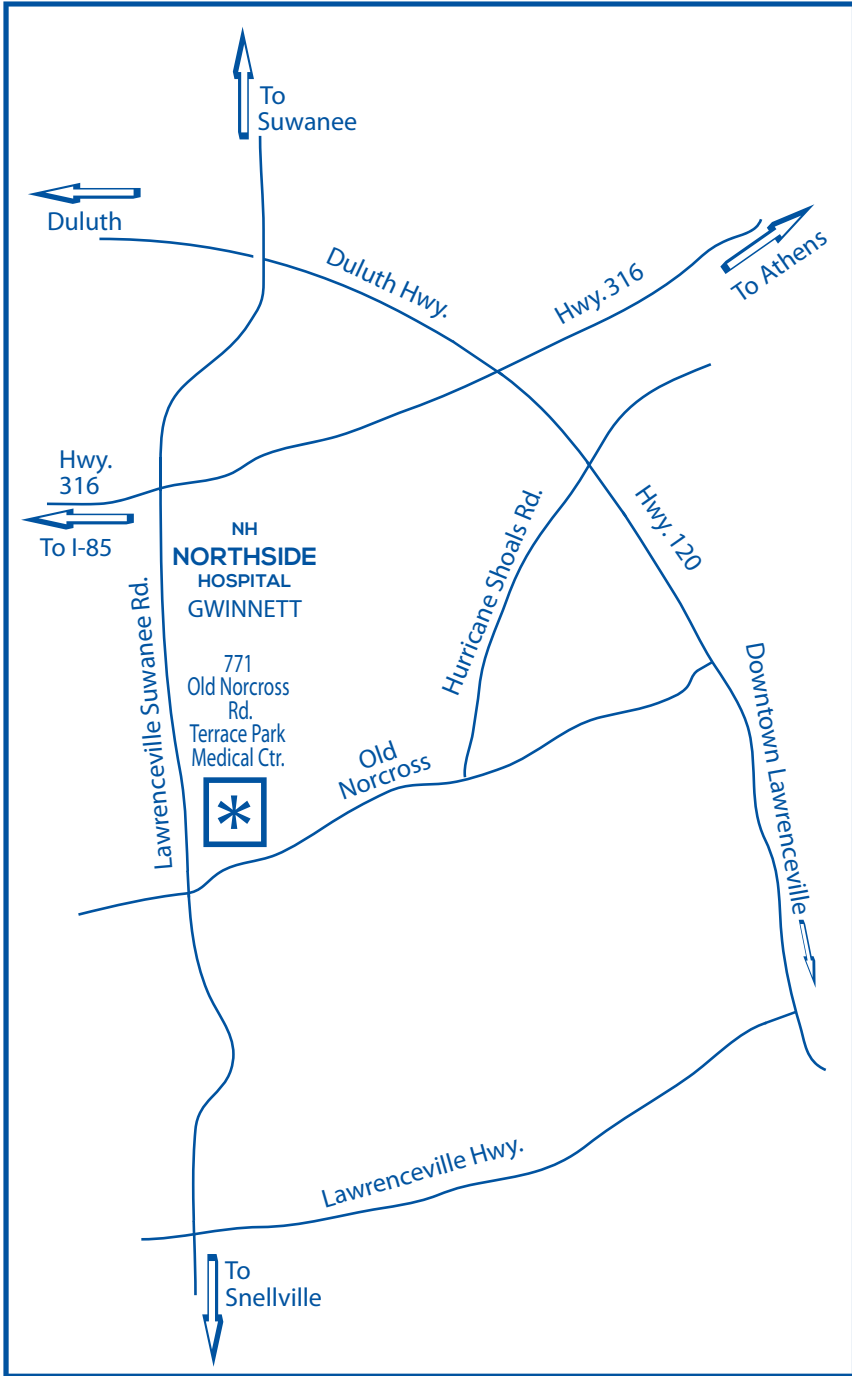 To
Suwanee
Duluth
Duluth Hwy.
Hwy.316
To Athens
Hwy.
316
To I-85
NH
NORTHSIDE
HOSPITAL
GWINNETT
Hurricane Shoals Rd.
Hwy. 120
Lawrenceville Suwanee Rd.
771
Old Norcross
Rd.
Terrace Park
Medical Ctr.
*
Old
Norcross
Downtown Lawrenceville
Lawrenceville Hwy.
To
Snellville